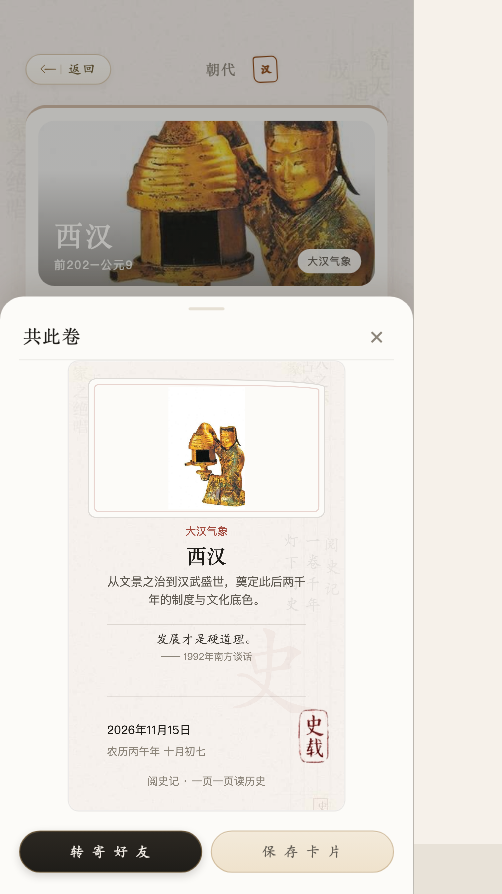 返回
朝代
汉
西汉
前202—公元9
大汉气象
共此卷
大汉气象
西汉
从文景之治到汉武盛世，奠定此后两千
年的制度与文化底色。
发展才是硬道理。
—— 1992年南方谈话
史
2026年11月15日
农历丙午年 十月初七
史载
阅史记 · 一页一页读历史
转寄好友
保存卡片